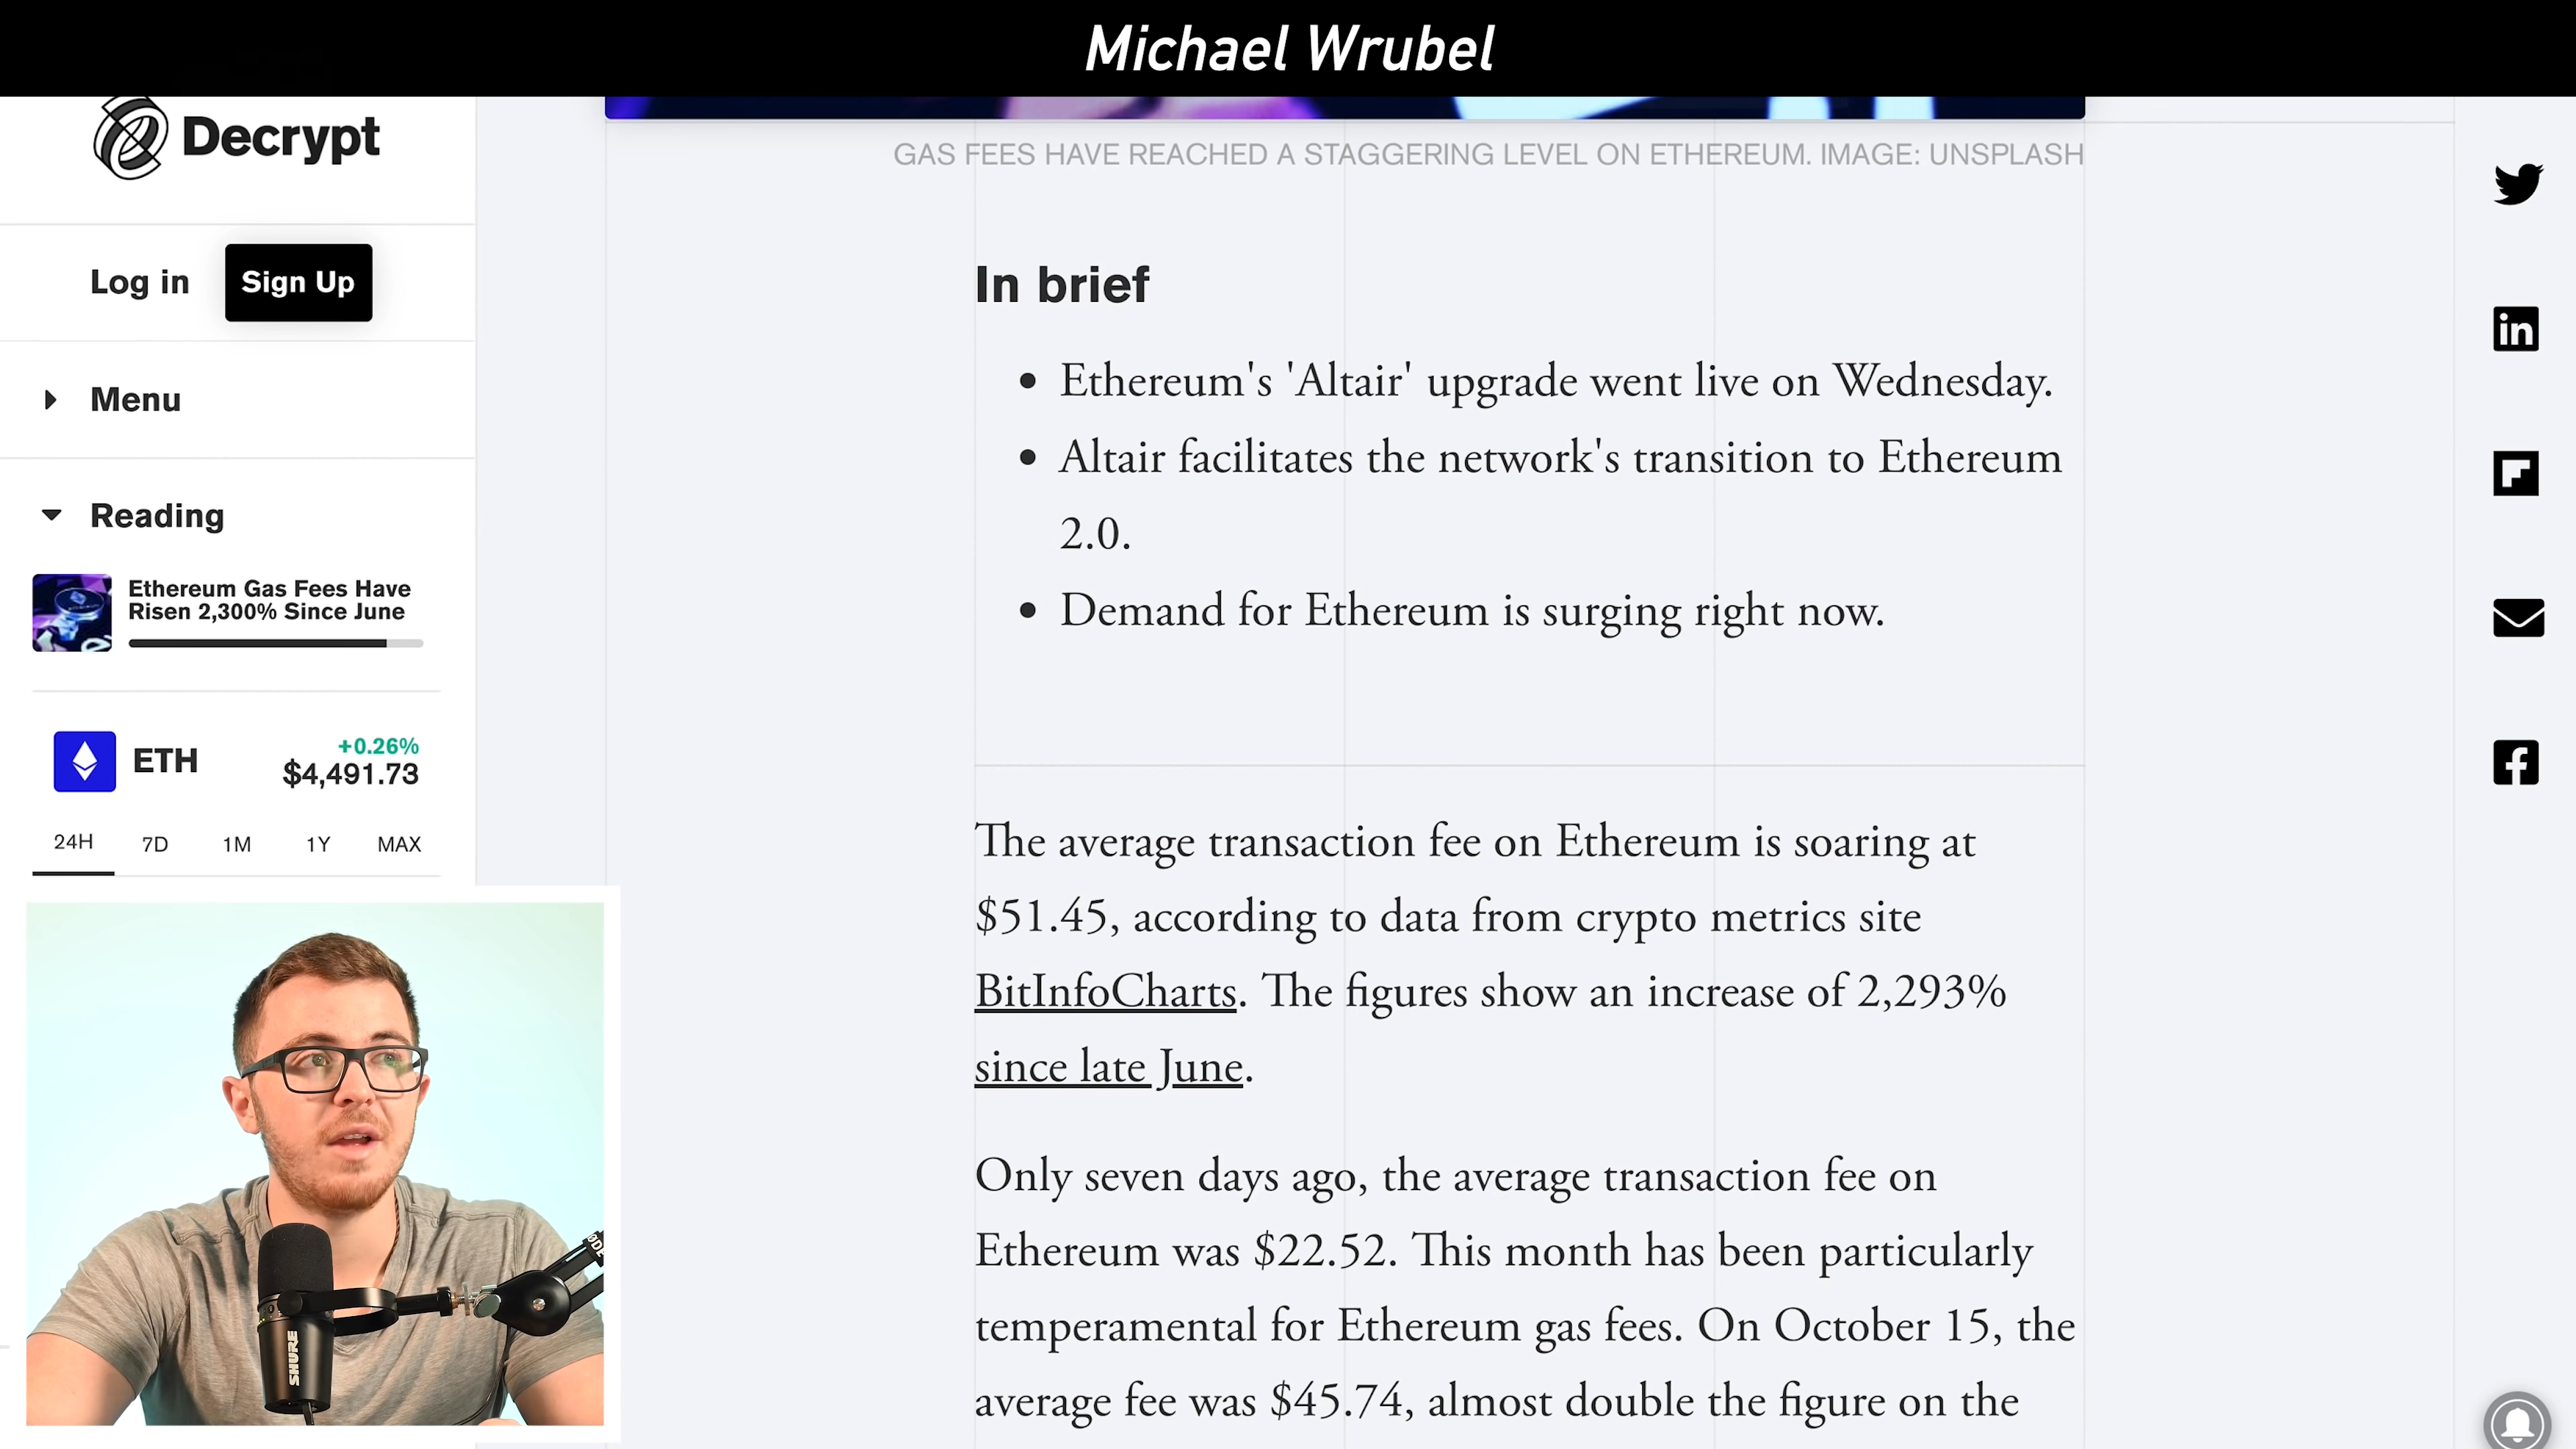 Michael Wrubel
Decrypt
Log in
Sign Up
Menu
Reading
Ethereum Gas Fees Have
Risen 2,300% Since June
ETH
+0.26%
$4,491.73
24H 7D 1M 1Y MAX
GAS FEES HAVE REACHED A STAGGERING LEVEL ON ETHEREUM. IMAGE: UNSPLASH
In brief
• Ethereum's 'Altair' upgrade went live on Wednesday.
• Altair facilitates the network's transition to Ethereum
2.0.
• Demand for Ethereum is surging right now.
The average transaction fee on Ethereum is soaring at
$51.45, according to data from crypto metrics site
BitInfoCharts. The figures show an increase of 2,293%
since late June.
Only seven days ago, the average transaction fee on
Ethereum was $22.52. This month has been particularly
temperamental for Ethereum gas fees. On October 15, the
average fee was $45.74, almost double the figure on the
SHURE